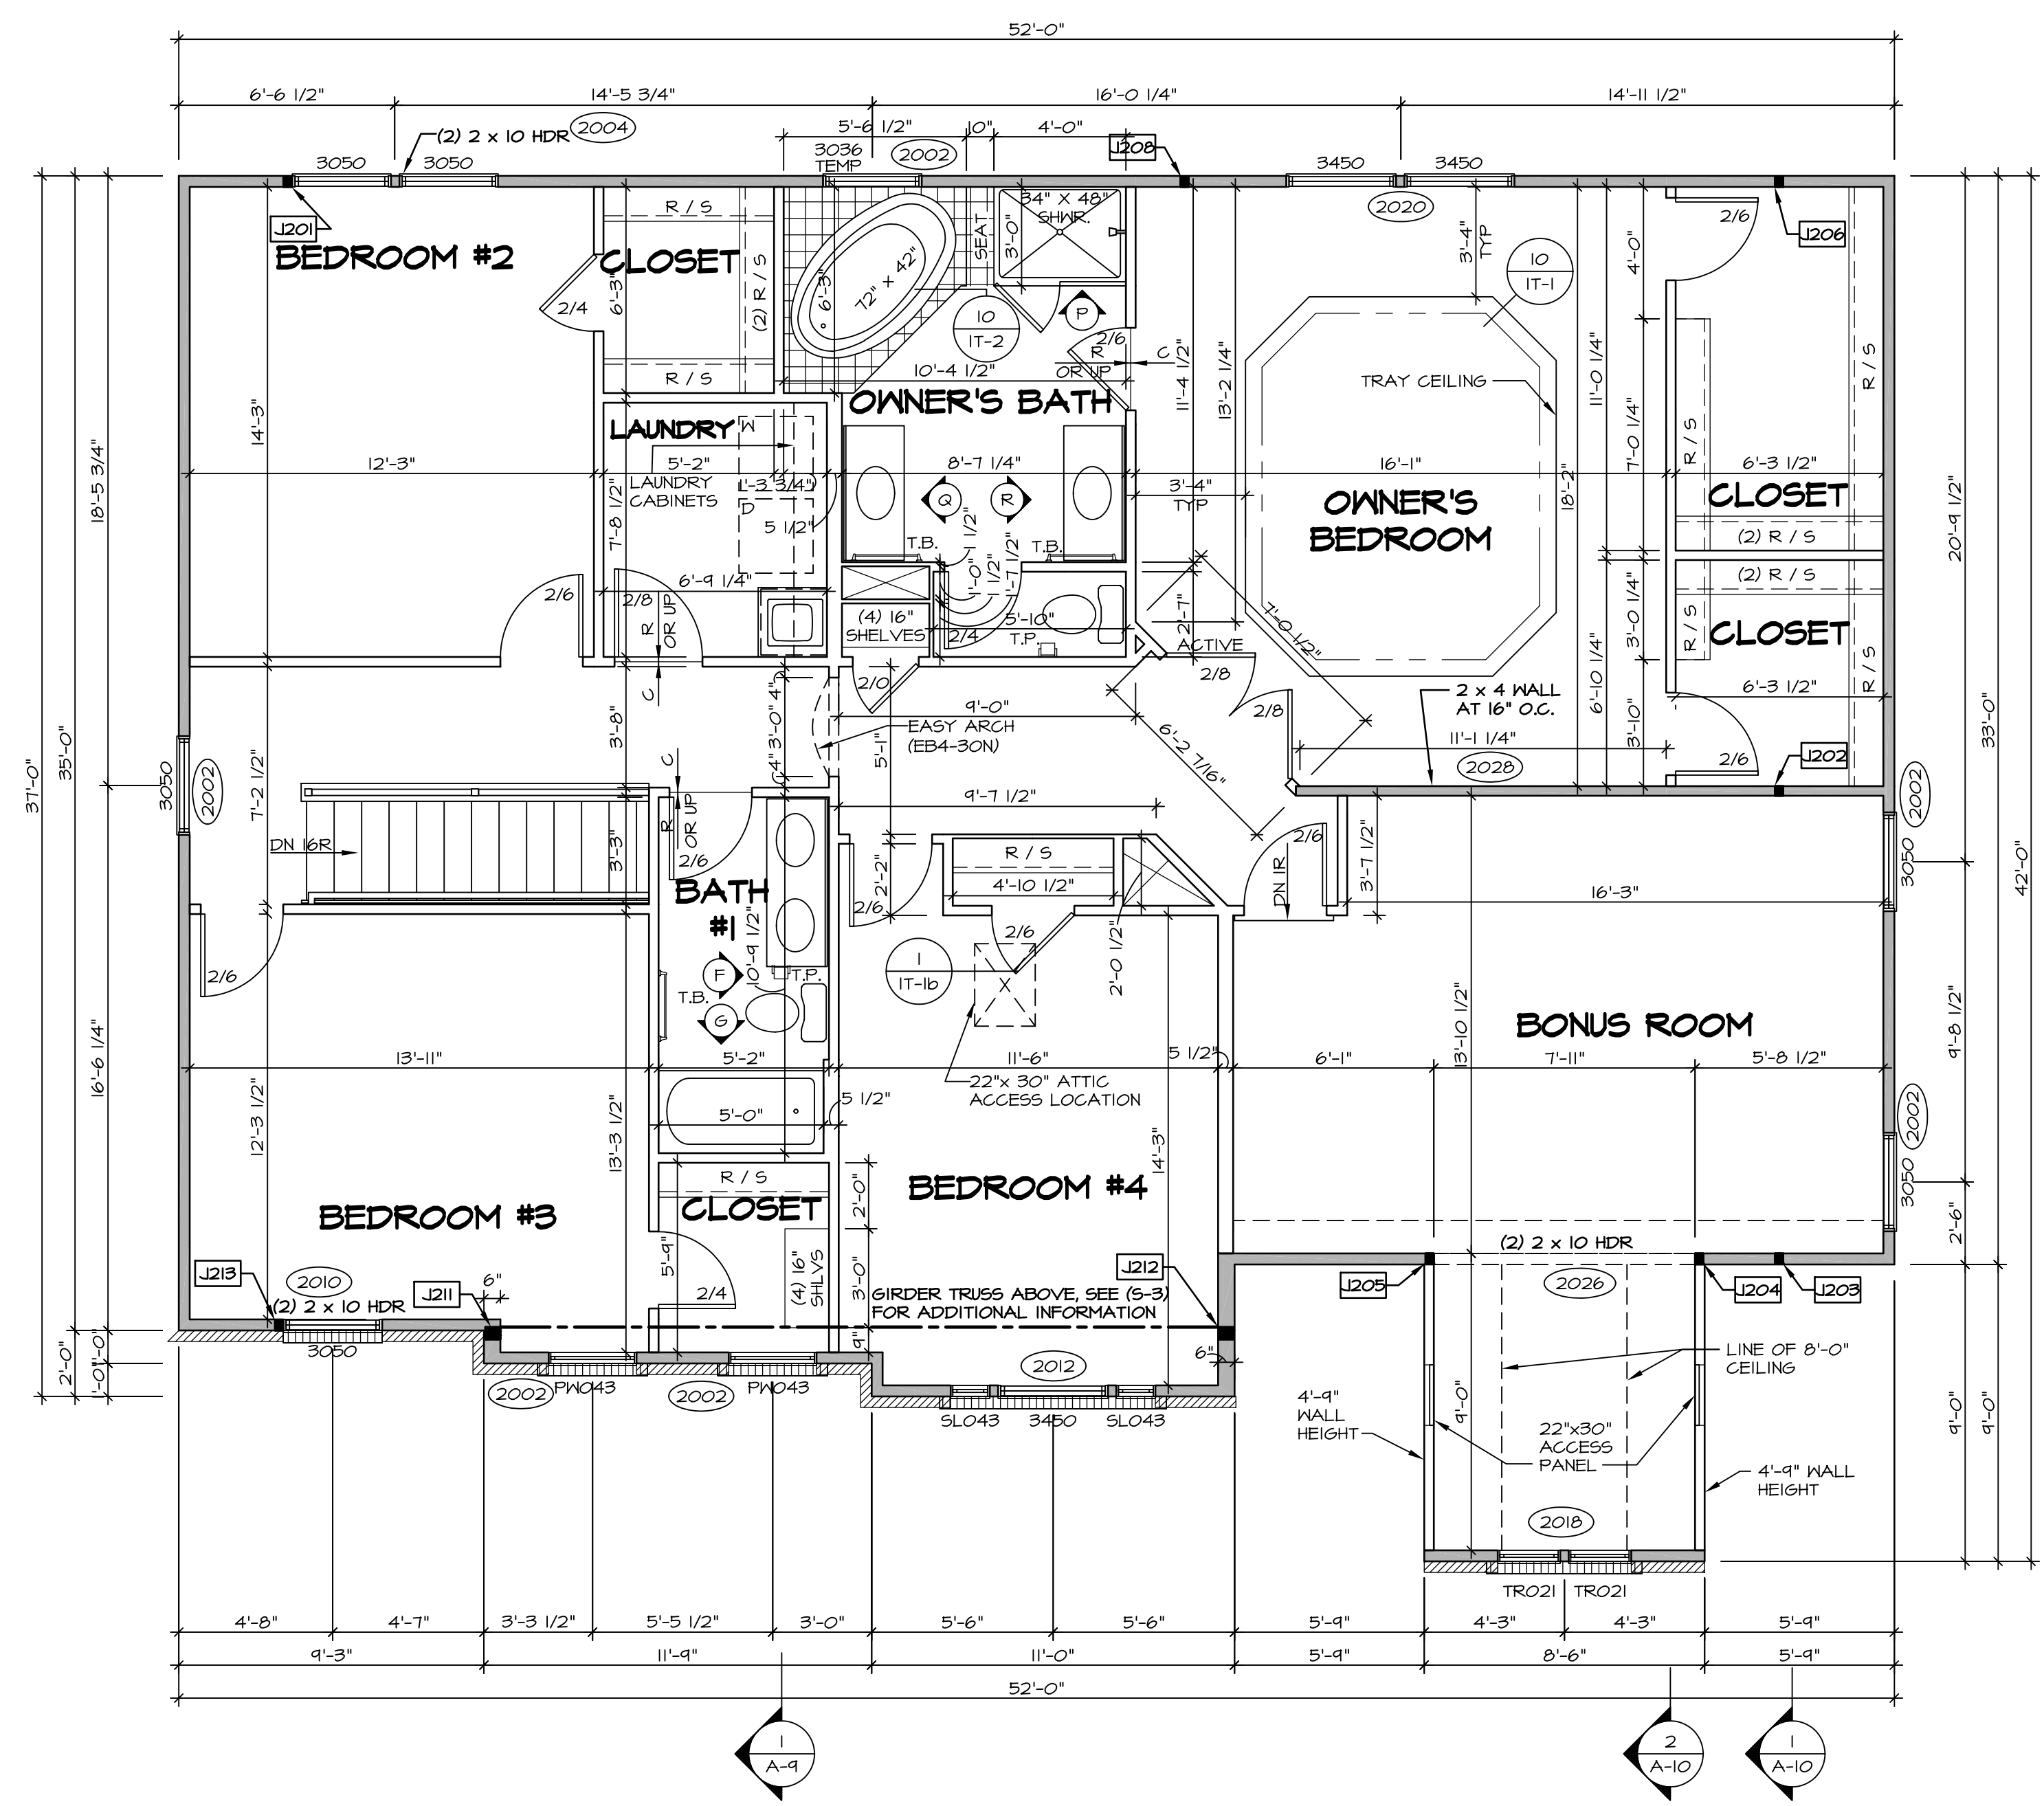 52'-0"
6'-6 1/2"
14'-5 3/4"
16'-0 1/4"
14'-11 1/2"
(2) 2 x 10 HDR
2004
5'-6 1/2"
10"
4'-0"
3036
TEMP
2002
J208
3050
3050
3450
3450
2020
J201
BEDROOM #2
R / S
CLOSET
6'-3"
(2) R / S
R / S
2/4
6'-3"
72" x 42"
SEAT
3'-0"
34" X 48"
SHWR.
10
IT-2
P
2/6
R
OR UP
C
10'-4 1/2"
OWNER'S BATH
11'-4 1/2"
13'-2 1/4"
3'-4"
TYP
10
IT-1
TRAY CEILING
11'-0 1/4"
4'-0"
2/6
J206
R / S
7'-0 1/4"
R / S
14'-3"
12'-3"
LAUNDRY
W
5'-2"
LAUNDRY
CABINETS
1'-3 3/4"
D
5 1/2"
7'-8 1/2"
8'-7 1/4"
Q
R
T.B.
T.B.
3'-4"
TYP
16'-1"
OWNER'S
BEDROOM
18'-2"
6'-3 1/2"
CLOSET
(2) R / S
(2) R / S
R / S
CLOSET
R / S
3'-0 1/4"
6'-10 1/4"
3'-10"
6'-3 1/2"
2/6
2/6
2/8
R
OR UP
C
6'-9 1/4"
(4) 16"
SHELVES
2/4
5'-10"
T.P.
2'-7"
ACTIVE
2/8
2/8
7'-0 1/2"
2 x 4 WALL
AT 16" O.C.
11'-1 1/4"
2028
J202
2/0
9'-0"
EASY ARCH
(EB4-30N)
5'-1"
6'-2 7/16"
4"
3'-0"
4"
3'-8"
18'-5 3/4"
35'-0"
37'-0"
16'-6 1/4"
2'-0"
1'-0"
1'-0"
20'-9 1/2"
33'-0"
42'-0"
9'-8 1/2"
2'-6"
9'-0"
9'-0"
3050
2002
7'-2 1/2"
DN 16R
3'-3"
C
R
OR UP
2/6
BATH
#1
10'-9 1/2"
F
T.B.
G
T.P.
9'-7 1/2"
2'-2"
2/6
R / S
4'-10 1/2"
2/6
2'-0 1/2"
1
IT-1b
X
22"x 30" ATTIC
ACCESS LOCATION
2/6
DN 1R
3'-7 1/2"
16'-3"
2002
3050
2/6
13'-11"
5'-2"
11'-6"
5 1/2"
6'-1"
7'-11"
5'-8 1/2"
BONUS ROOM
13'-10 1/2"
12'-3 1/2"
13'-3 1/2"
5'-0"
5 1/2"
14'-3"
2002
3050
BEDROOM #3
R / S
CLOSET
2'-0"
BEDROOM #4
5'-9"
2/4
(4) 16"
SHLVS
3'-0"
9"
GIRDER TRUSS ABOVE, SEE (S-3)
FOR ADDITIONAL INFORMATION
J212
J213
2010
(2) 2 x 10 HDR
3050
J211
6"
2002
PW043
2002
PW043
2012
6"
SL043
3450
SL043
(2) 2 x 10 HDR
J205
2026
J204
J203
LINE OF 8'-0"
CEILING
4'-9"
WALL
HEIGHT
9'-0"
22"x30"
ACCESS
PANEL
4'-9" WALL
HEIGHT
2018
TR021
TR021
4'-8"
4'-7"
3'-3 1/2"
5'-5 1/2"
3'-0"
5'-6"
5'-6"
5'-9"
4'-3"
4'-3"
5'-9"
9'-3"
11'-9"
11'-0"
5'-9"
8'-6"
5'-9"
52'-0"
1
A-9
2
A-10
1
A-10